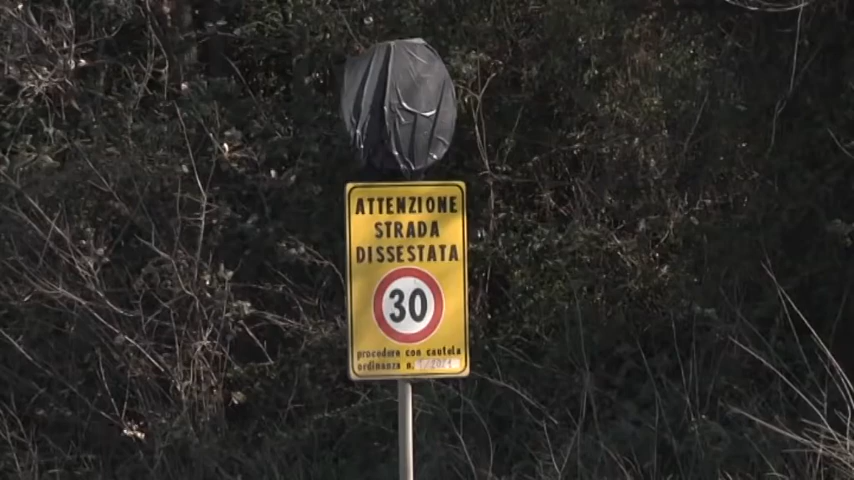 ATTENZIONE
STRADA
DISSESTATA
30
procedere con cautela
ordinanza n.